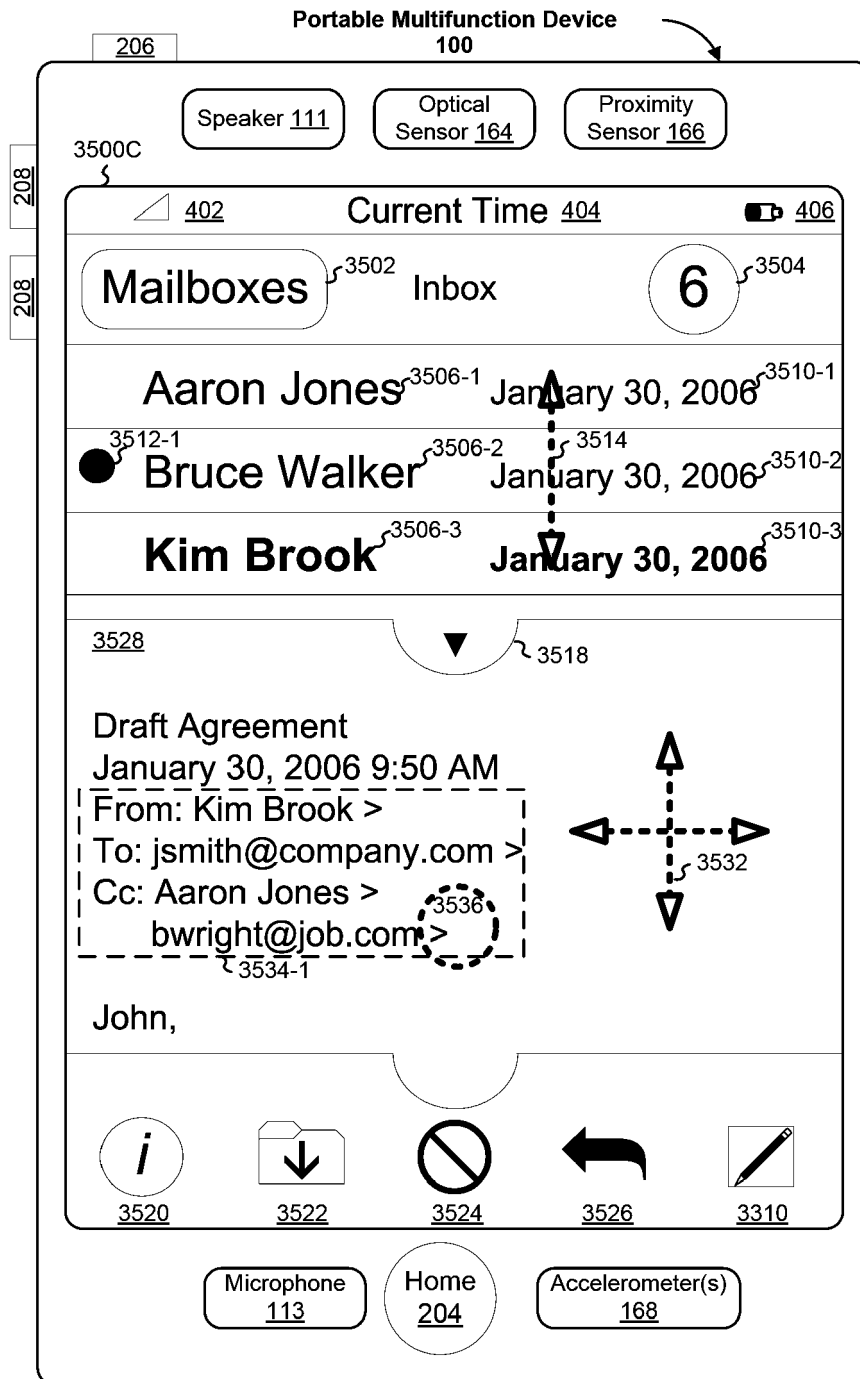 Portable Multifunction Device
100
206
Speaker 111
Optical
Sensor 164
Proximity
Sensor 166
3500C
208
208
402
Current Time 404
406
Mailboxes
3502
Inbox
6
3504
Aaron Jones
3506-1
January 30, 2006
3510-1
3512-1
Bruce Walker
3506-2
3514
January 30, 2006
3510-2
Kim Brook
3506-3
January 30, 2006
3510-3
3528
3518
Draft Agreement
January 30, 2006 9:50 AM
From: Kim Brook >
To: jsmith@company.com >
3532
Cc: Aaron Jones >
3536
bwright@job.com >
3534-1
John,
i
3520
3522
3524
3526
3310
Microphone
113
Home
204
Accelerometer(s)
168